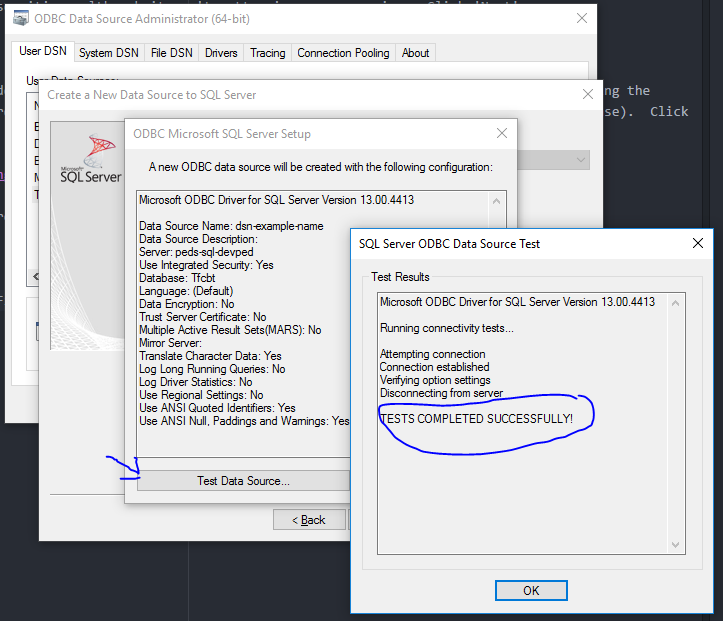 ODBC Data Source Administrator (64-bit)
User DSN System DSN File DSN Drivers Tracing Connection Pooling About
Create a New Data Source to SQL Server
ng the
se). Click
Microsoft
SQL Server
ODBC Microsoft SQL Server Setup
A new ODBC data source will be created with the following configuration:
Microsoft ODBC Driver for SQL Server Version 13.00.4413
Data Source Name: dsn-example-name
Data Source Description:
Server: peds-sql-devped
Use Integrated Security: Yes
Database: Tfcbt
Language: (Default)
Data Encryption: No
Trust Server Certificate: No
Multiple Active Result Sets(MARS): No
Mirror Server:
Translate Character Data: Yes
Log Long Running Queries: No
Log Driver Statistics: No
Use Regional Settings: No
Use ANSI Quoted Identifiers: Yes
Use ANSI Null, Paddings and Warnings: Yes
Test Data Source...
< Back
SQL Server ODBC Data Source Test
Test Results
Microsoft ODBC Driver for SQL Server Version 13.00.4413
Running connectivity tests...
Attempting connection
Connection established
Verifying option settings
Disconnecting from server
TESTS COMPLETED SUCCESSFULLY!
OK